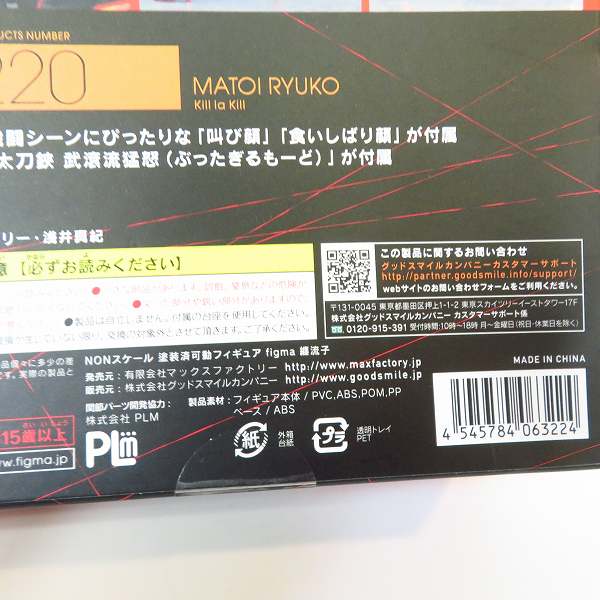 UCTS NUMBER
220
MATOI RYUKO
Kill la Kill
闘シーンにぴったりな「叫び顔」「食いしばり顔」が付属
太刀鋏 武滾流猛怒(ぶったぎるもーど)」が付属
リー・浅井真紀
意【必ずお読みください】
この製品に関するお問い合わせ
グッドスマイルカンパニーカスタマーサポート
http://partner.goodsmile.info/support/
webサイトのお問い合わせフォームをご利用ください
●製品は自立しません、付属の台座を使用してください。
〒131-0045 東京都墨田区押上1-1-2 東京スカイツリーイーストタワー17F
株式会社グッドスマイルカンパニー カスタマーサポート係
0120-915-391 受付時間:10時~18時 月~金曜日(祝日・休業日を除く)
NONスケール 塗装済可動フィギュア figma 纏流子
発売元:有限会社マックスファクトリー http://www.maxfactory.jp
販売元:株式会社グッドスマイルカンパニー http://www.goodsmile.jp
MADE IN CHINA
関節パーツ開発協力:
株式会社 PLM
製品素材:フィギュア本体 / PVC,ABS,POM,PP
ベース / ABS
15歳以上
www.figma.jp
PLM
紙
外箱
台紙
プラ
透明トレイ
PET
4 545784 063224